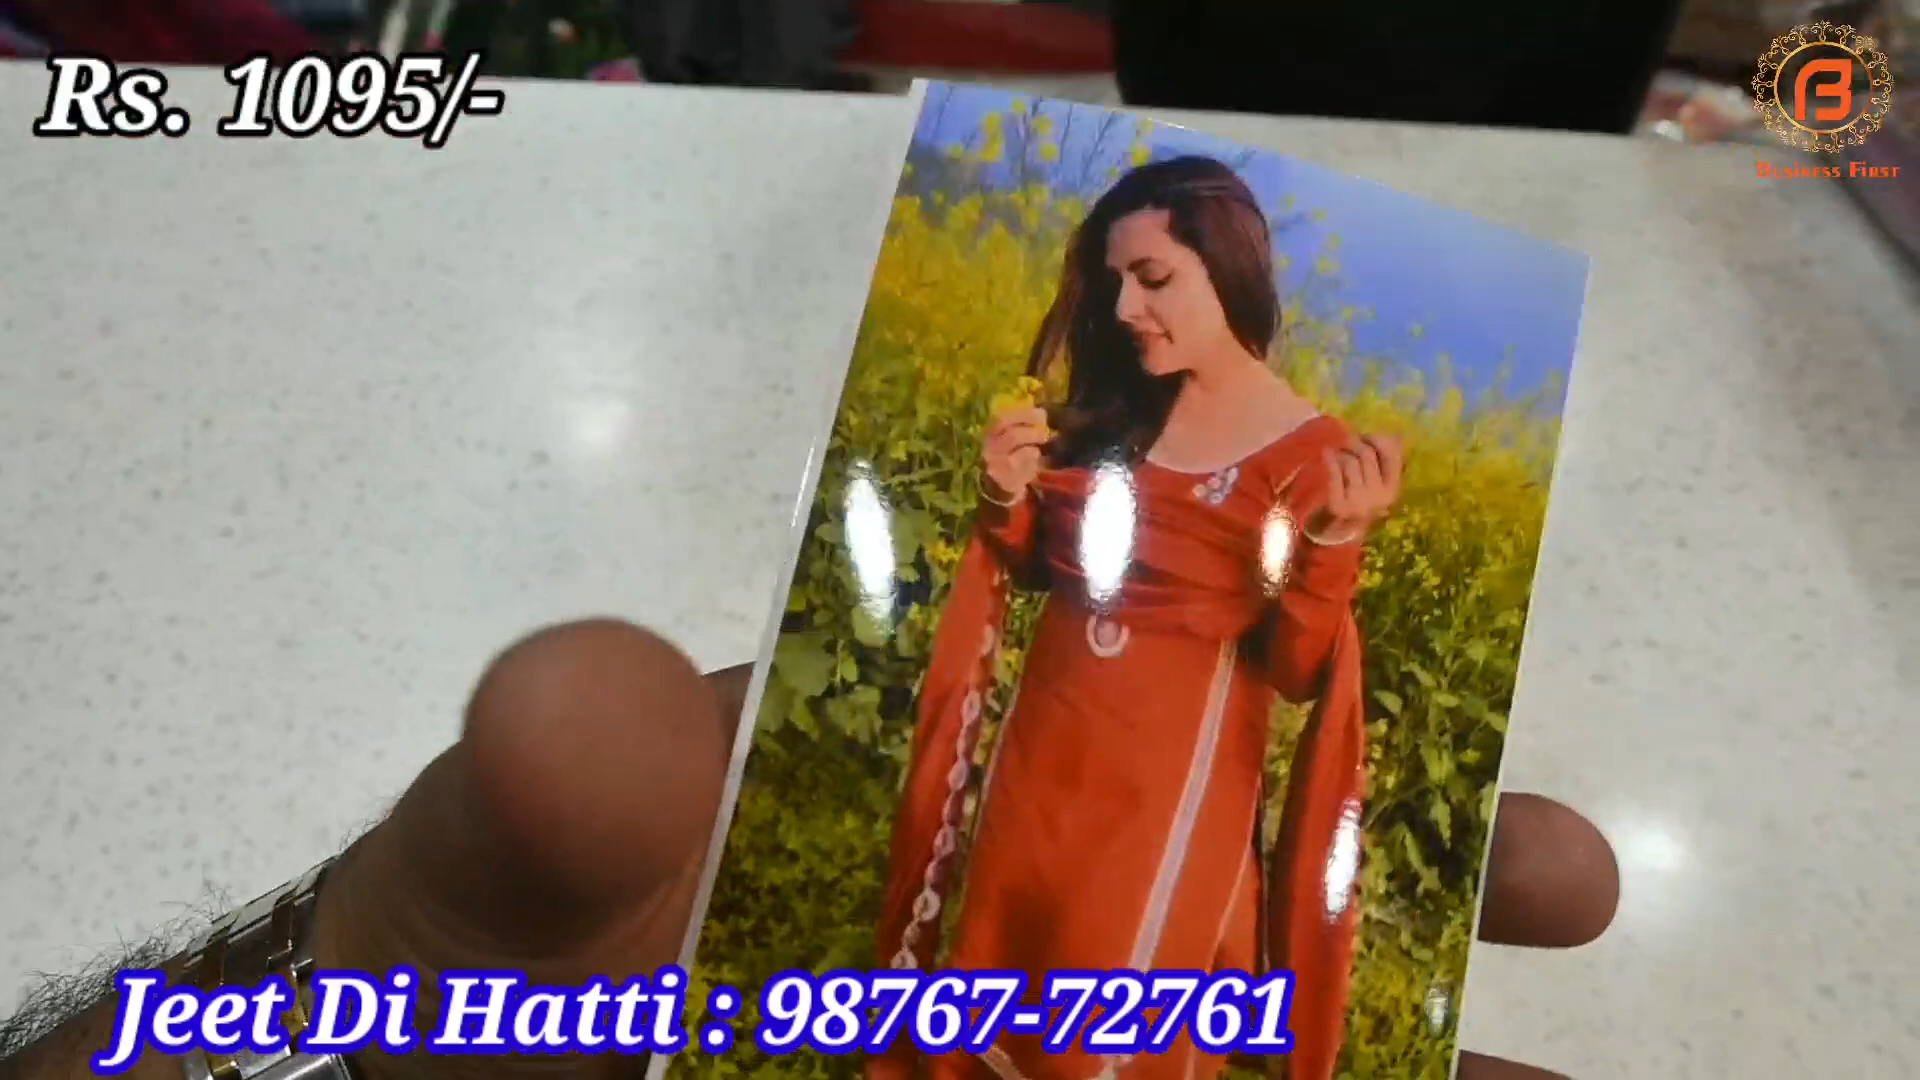 Rs. 1095/-
Business First
Jeet Di Hatti : 98767-72761